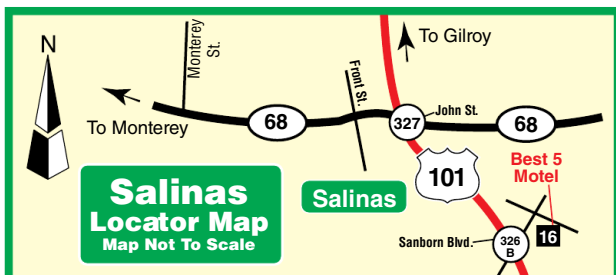 N
Monterey
St.
To Gilroy
Front St.
To Monterey
68
327
John St.
68
Best 5
Motel
101
Salinas
Salinas
Locator Map
Map Not To Scale
Sanborn Blvd.
326
B
16